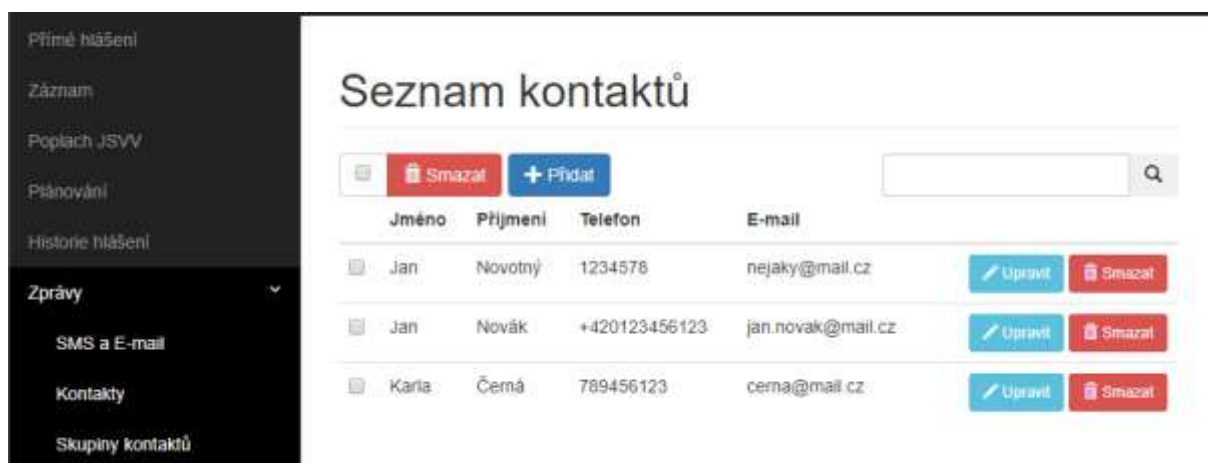 Přímé hlášení
Záznam
Poplach JSVV
Plánování
Historie hlášení
Zprávy
SMS a E-mail
Kontakty
Skupiny kontaktů
Seznam kontaktů
Smazat Přidat
Jméno Příjmení Telefon E-mail
Jan Novotný 1234578 nejaky@mail.cz Upravit Smazat
Jan Novák +420123456123 jan.novak@mail.cz Upravit Smazat
Karla Černá 789456123 cerna@mail.cz Upravit Smazat